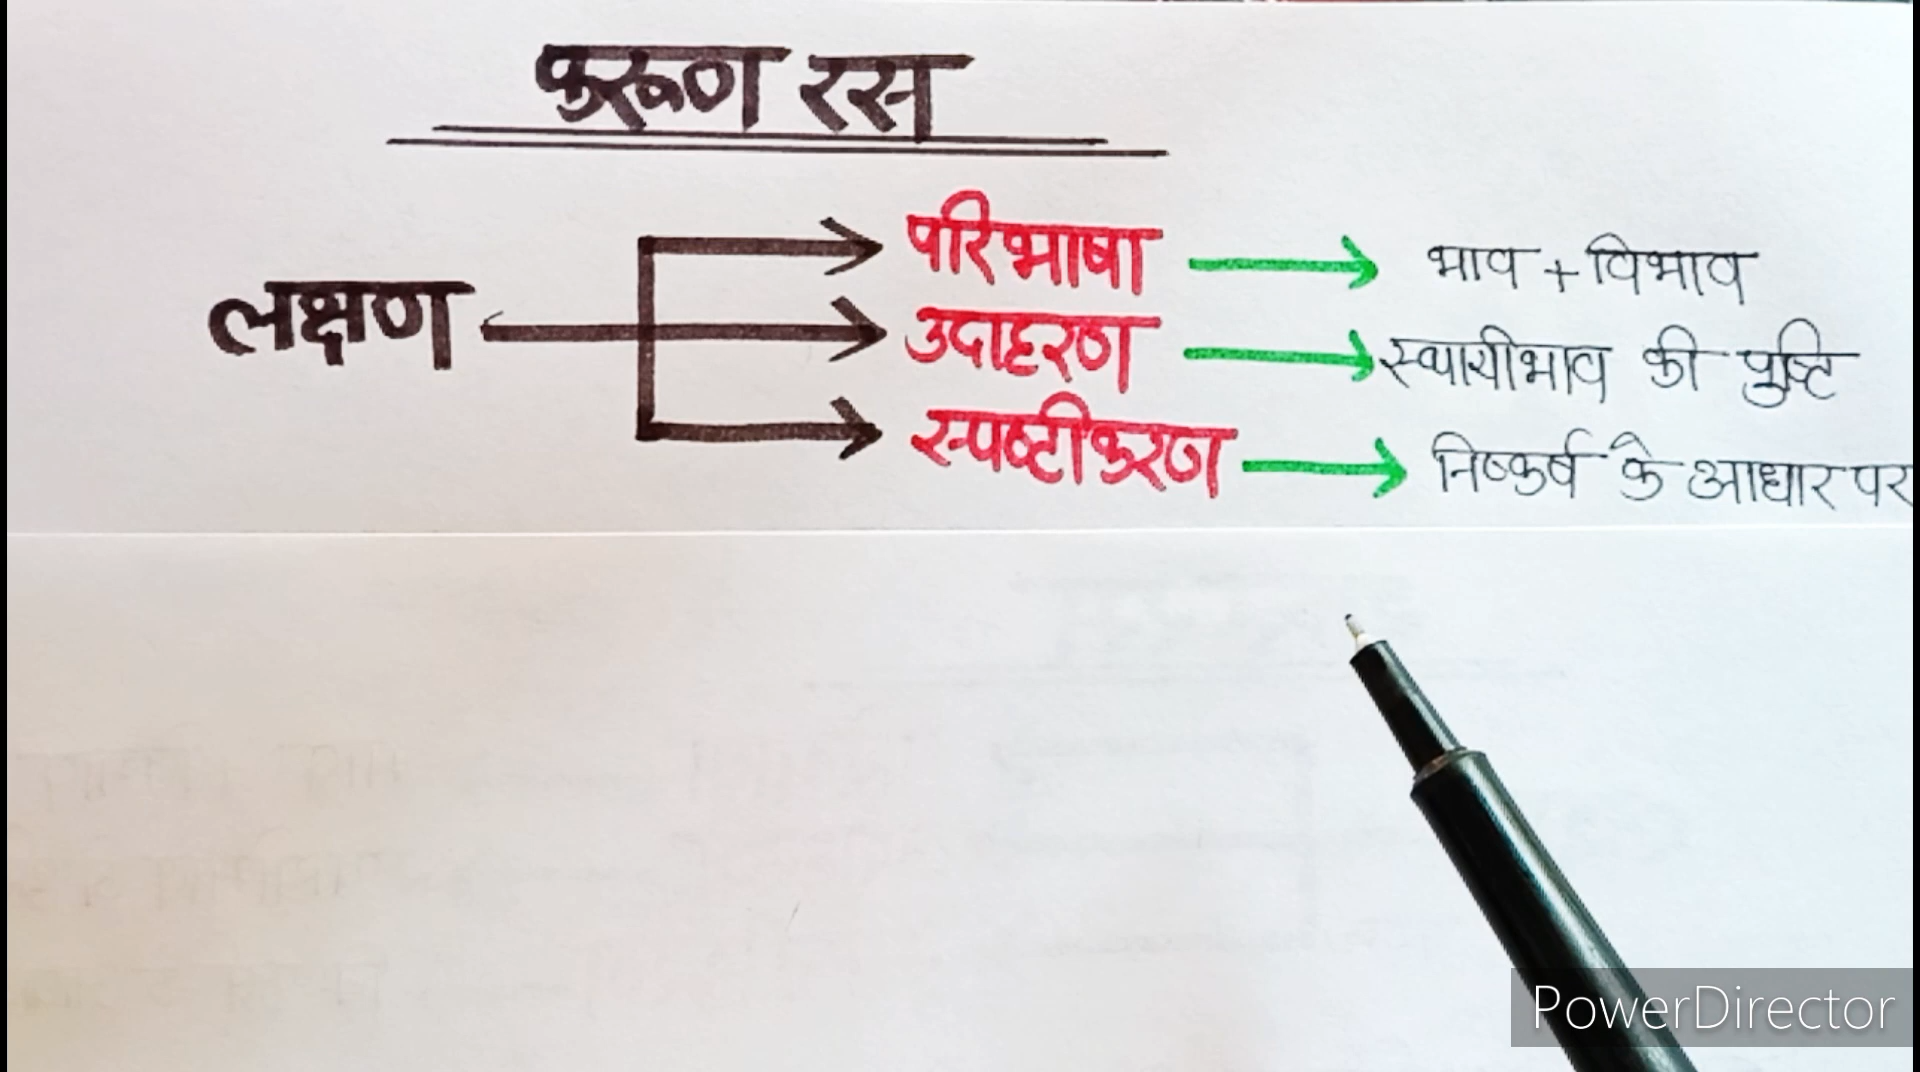 करूण रस
लक्षण
परिभाषा → भाव + विभाव
उदाहरण → स्थायीभाव की पुष्टि
स्पष्टीकरण → निष्कर्ष के आधार पर
PowerDirector